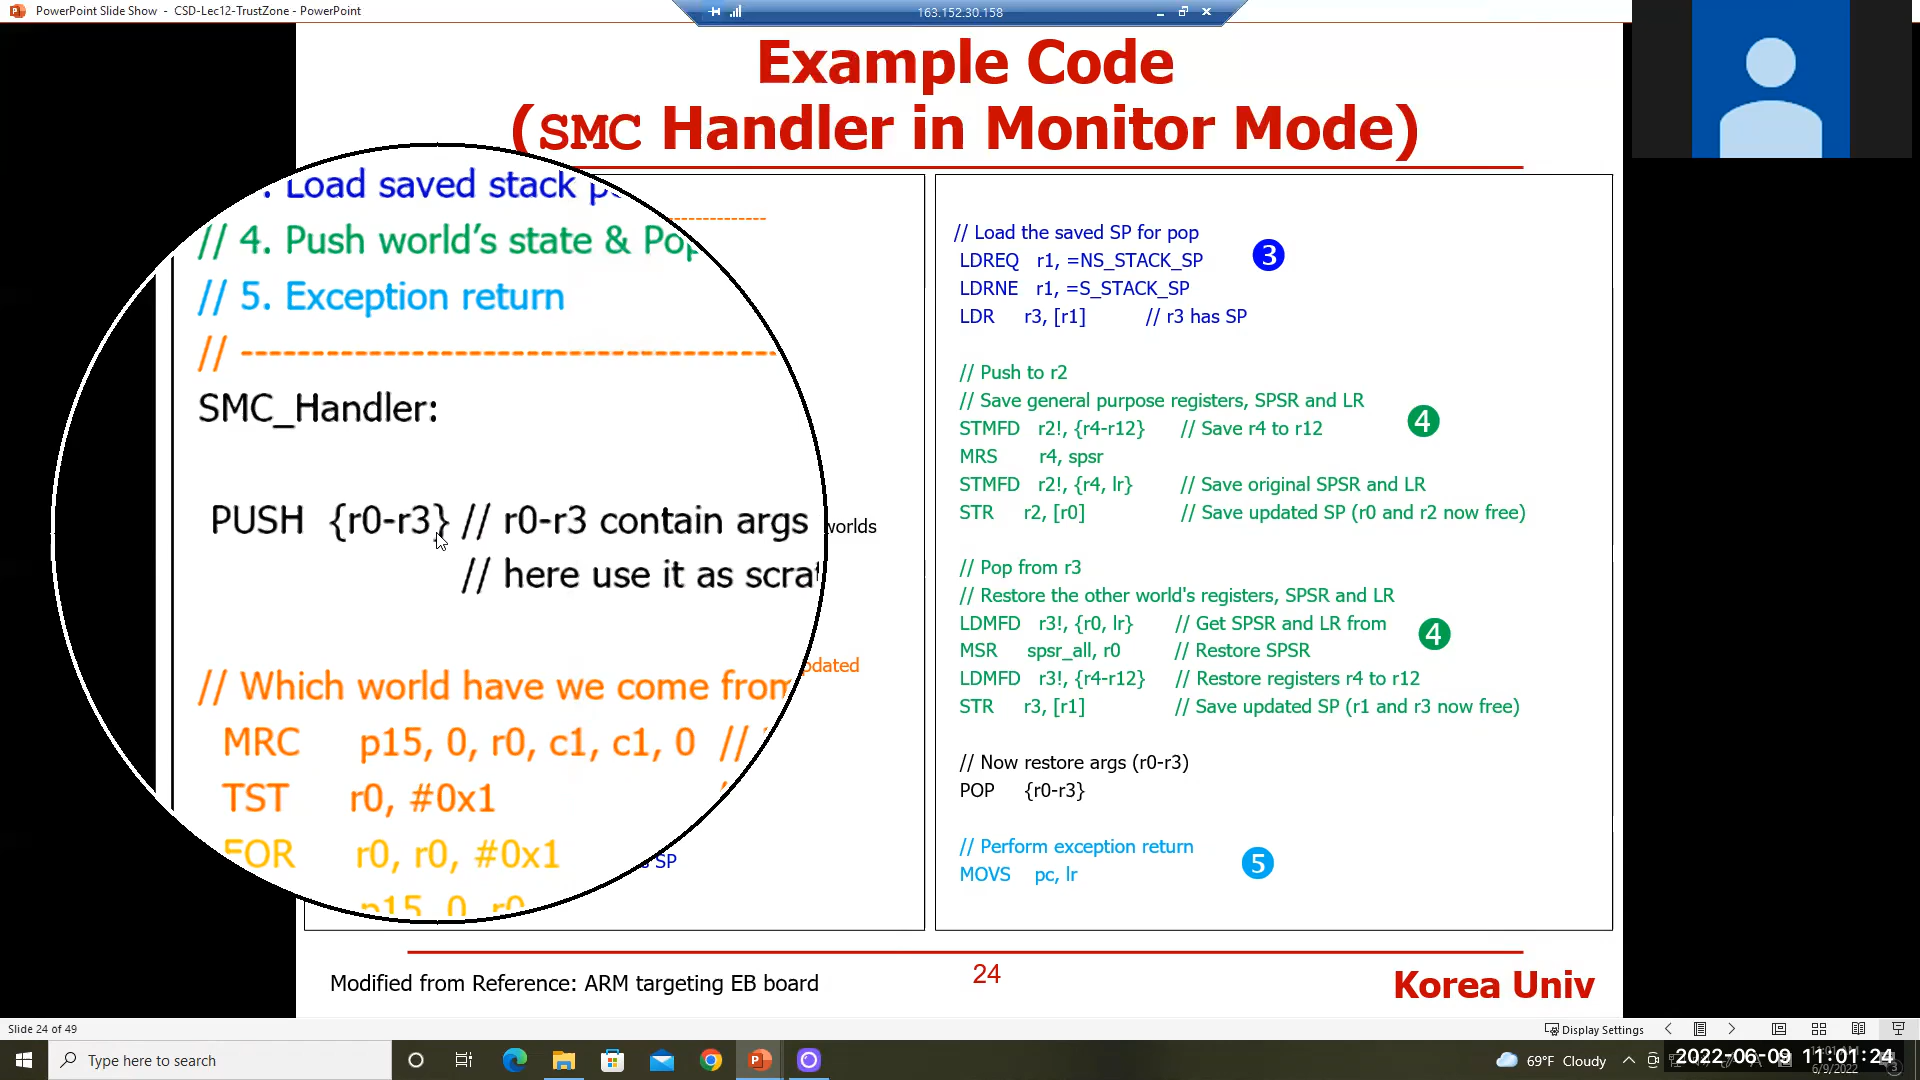 PowerPoint Slide Show - CSD-Lec12-TrustZone - PowerPoint
163.152.30.158
Example Code
(SMC Handler in Monitor Mode)
. Load saved stack
// 4. Push world's state & Pop
// 5. Exception return
// --------------------------------------
SMC_Handler:
PUSH {r0-r3} // r0-r3 contain args
worlds
// here use it as
// Which world have we come from
MRC p15, 0, r0, c1, c1, 0 //
TST r0, #0x1
EOR r0, r0, #0x1
SP
p15, 0, r0
// Load the saved SP for pop
LDREQ r1, =NS_STACK_SP
LDRNE r1, =S_STACK_SP
LDR r3, [r1] // r3 has SP
3
// Push to r2
// Save general purpose registers, SPSR and LR
STMFD r2!, {r4-r12} // Save r4 to r12
MRS r4, spsr
STMFD r2!, {r4, lr} // Save original SPSR and LR
STR r2, [r0] // Save updated SP (r0 and r2 now free)
4
// Pop from r3
// Restore the other world's registers, SPSR and LR
LDMFD r3!, {r0, lr} // Get SPSR and LR from
MSR spsr_all, r0 // Restore SPSR
LDMFD r3!, {r4-r12} // Restore registers r4 to r12
STR r3, [r1] // Save updated SP (r1 and r3 now free)
4
// Now restore args (r0-r3)
POP {r0-r3}
// Perform exception return
MOVS pc, lr
5
Modified from Reference: ARM targeting EB board
24
Korea Univ
Slide 24 of 49
Display Settings
Type here to search
69°F Cloudy
2022-06-09 11:01:24
6/9/2022